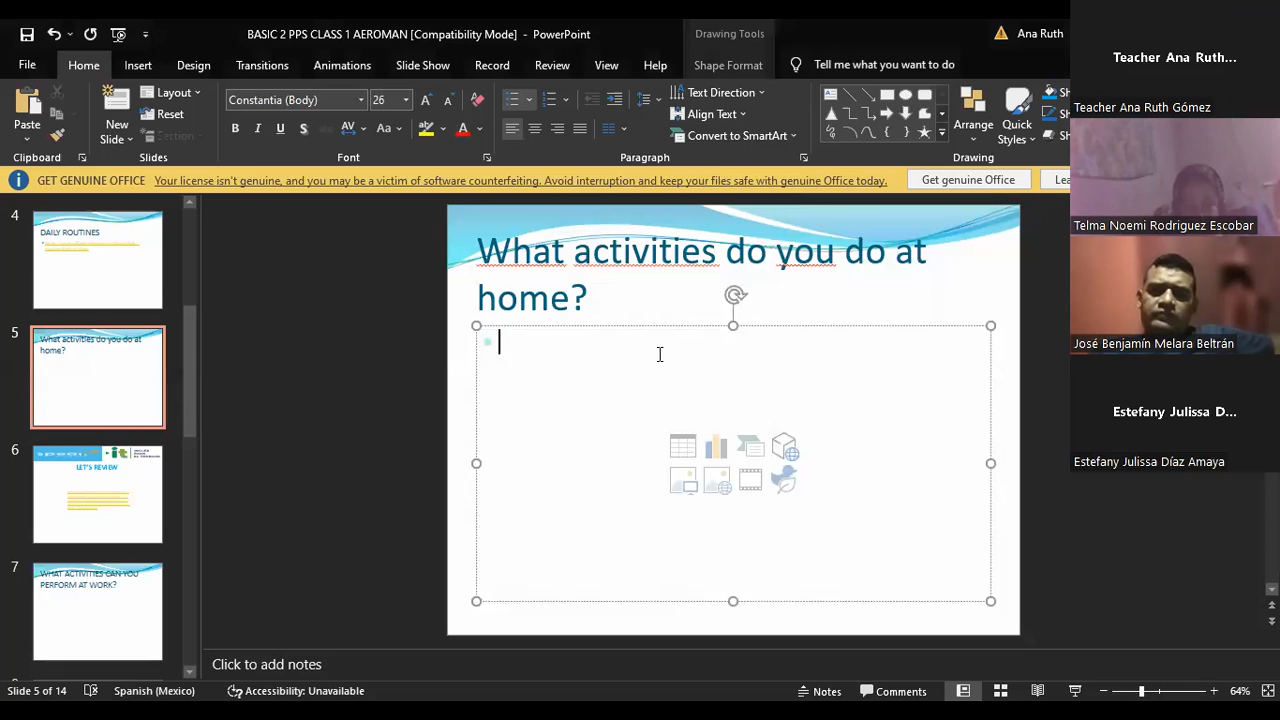 BASIC 2 PPS CLASS 1 AEROMAN [Compatibility Mode] - PowerPoint
Drawing Tools
Ana Ruth
File
Home
Insert
Design
Transitions
Animations
Slide Show
Record
Review
View
Help
Shape Format
Tell me what you want to do
Paste
Clipboard
New
Slide
Layout
Reset
Section
Slides
Constantia (Body)
26
Font
Text Direction
Align Text
Convert to SmartArt
Paragraph
Arrange
Quick
Styles
Drawing
GET GENUINE OFFICE
Your license isn't genuine, and you may be a victim of software counterfeiting. Avoid interruption and keep your files safe with genuine Office today.
Get genuine Office
4
DAILY ROUTINES
5
What activities do you do at
home?
6
LET'S REVIEW
7
WHAT ACTIVITIES CAN YOU
PERFORM AT WORK?
What activities do you do at
home?
Click to add notes
Slide 5 of 14
Spanish (Mexico)
Accessibility: Unavailable
Notes
Comments
64%
Teacher Ana Ruth...
Teacher Ana Ruth Gómez
Telma Noemi Rodriguez Escobar
José Benjamín Melara Beltrán
Estefany Julissa D...
Estefany Julissa Díaz Amaya